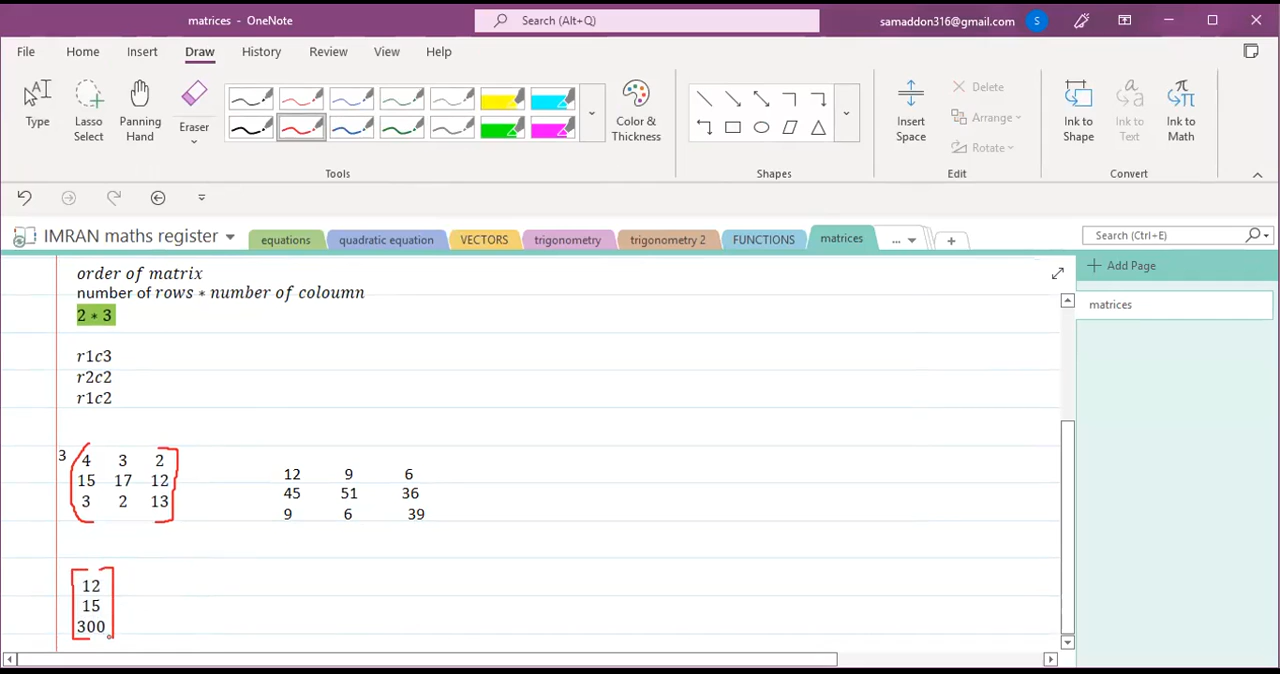 matrices - OneNote
Search (Alt+Q)
samaddon316@gmail.com
S
File Home Insert Draw History Review View Help
Type
Lasso Select
Panning Hand
Eraser
Color & Thickness
Insert Space
Delete
Arrange
Rotate
Ink to Shape
Ink to Text
Ink to Math
Tools Shapes Edit Convert
IMRAN maths register
equations quadratic equation VECTORS trigonometry trigonometry 2 FUNCTIONS matrices ... +
Search (Ctrl+E)
Add Page
matrices
order of matrix
number of rows * number of coloumn
2 * 3
r1c3
r2c2
r1c2
3
4 3 2
15 17 12
3 2 13
12 9 6
45 51 36
9 6 39
12
15
300